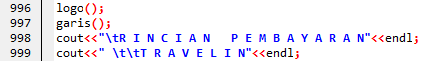 996 logo();
997 garis();
998 cout<<"\tR I N C I A N   P E M B A Y A R A N"<<endl;
999 cout<<" \t\tT R A V E L I N"<<endl;